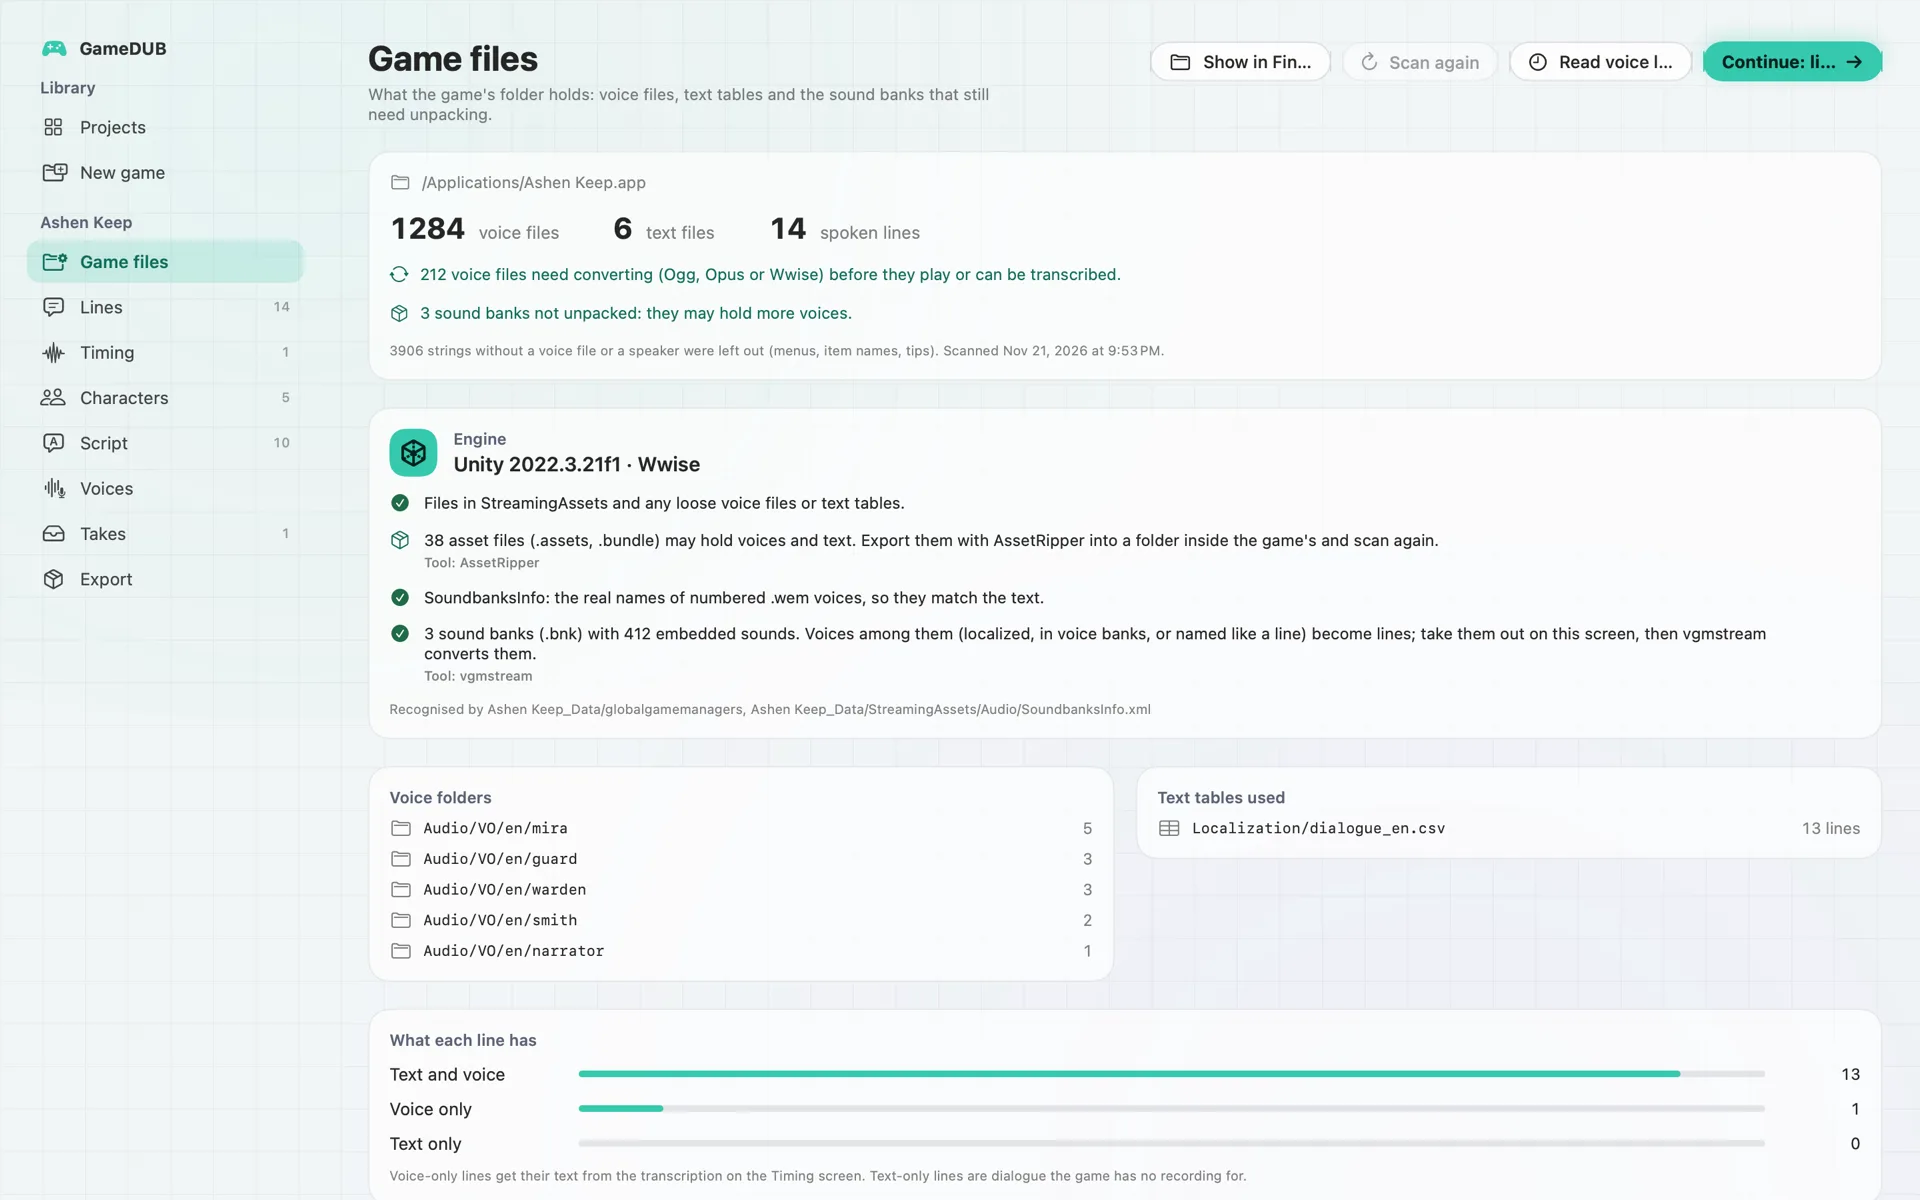 GameDUB
Library
Projects
New game
Ashen Keep
Game files
Lines 14
Timing 1
Characters 5
Script 10
Voices
Takes 1
Export
Game files
What the game's folder holds: voice files, text tables and the sound banks that still
need unpacking.
Show in Fin...
Scan again
Read voice l...
Continue: li...
/Applications/Ashen Keep.app
1284 voice files 6 text files 14 spoken lines
212 voice files need converting (Ogg, Opus or Wwise) before they play or can be transcribed.
3 sound banks not unpacked: they may hold more voices.
3906 strings without a voice file or a speaker were left out (menus, item names, tips). Scanned Nov 21, 2026 at 9:53 PM.
Engine
Unity 2022.3.21f1 · Wwise
Files in StreamingAssets and any loose voice files or text tables.
38 asset files (.assets, .bundle) may hold voices and text. Export them with AssetRipper into a folder inside the game's and scan again.
Tool: AssetRipper
SoundbanksInfo: the real names of numbered .wem voices, so they match the text.
3 sound banks (.bnk) with 412 embedded sounds. Voices among them (localized, in voice banks, or named like a line) become lines; take them out on this screen, then vgmstream
converts them.
Tool: vgmstream
Recognised by Ashen Keep_Data/globalgamemanagers, Ashen Keep_Data/StreamingAssets/Audio/SoundbanksInfo.xml
Voice folders
Audio/VO/en/mira 5
Audio/VO/en/guard 3
Audio/VO/en/warden 3
Audio/VO/en/smith 2
Audio/VO/en/narrator 1
Text tables used
Localization/dialogue_en.csv 13 lines
What each line has
Text and voice 13
Voice only 1
Text only 0
Voice-only lines get their text from the transcription on the Timing screen. Text-only lines are dialogue the game has no recording for.